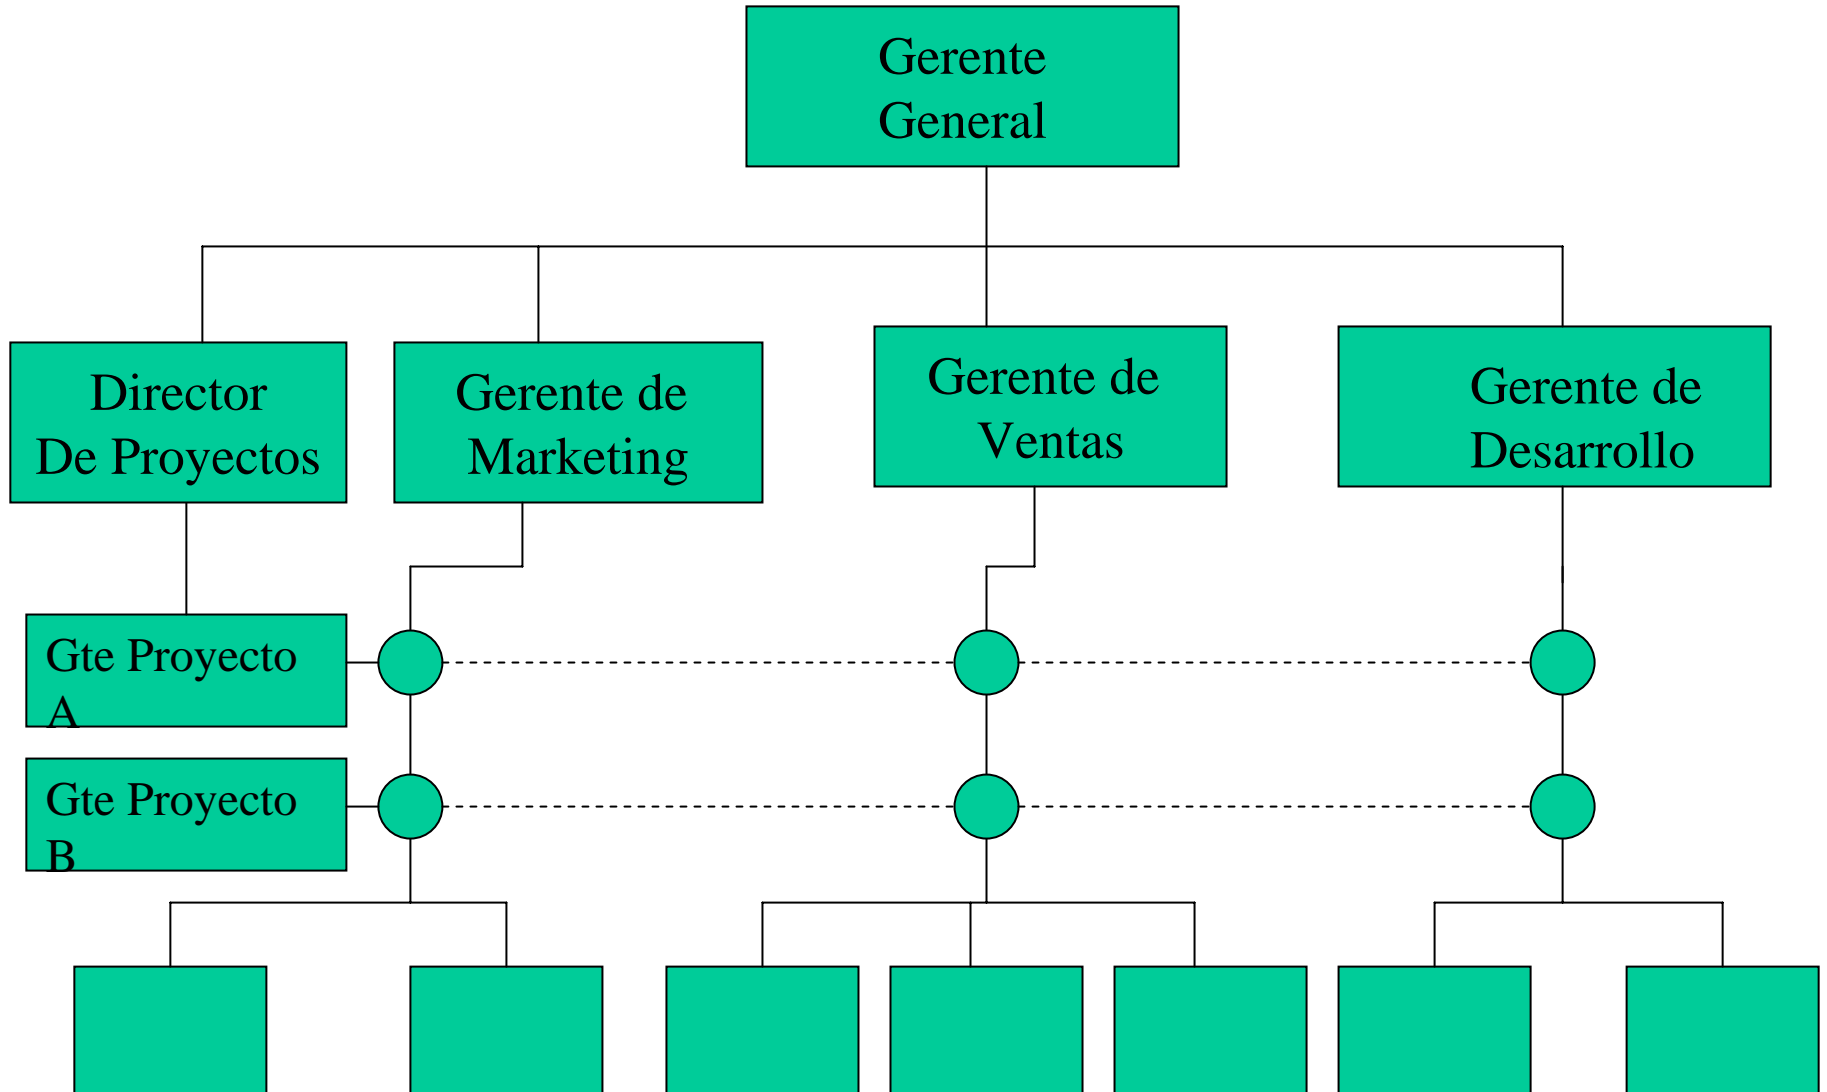 Gerente
General
Director
De Proyectos
Gerente de
Marketing
Gerente de
Ventas
Gerente de
Desarrollo
Gte Proyecto
A
Gte Proyecto
B